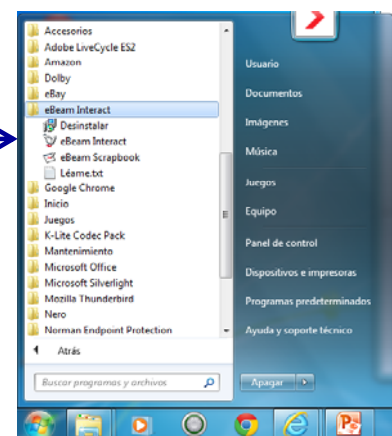 Accesorios
Adobe LiveCycle ES2
Amazon
Dolby
eBay
eBeam Interact
Desinstalar
eBeam Interact
eBeam Scrapbook
Léame.txt
Google Chrome
Inicio
Juegos
K-Lite Codec Pack
Mantenimiento
Microsoft Office
Microsoft Silverlight
Mozilla Thunderbird
Nero
Norman Endpoint Protection
Atrás
Buscar programas y archivos
Usuario
Documentos
Imágenes
Música
Juegos
Equipo
Panel de control
Dispositivos e impresoras
Programas predeterminados
Ayuda y soporte técnico
Apagar